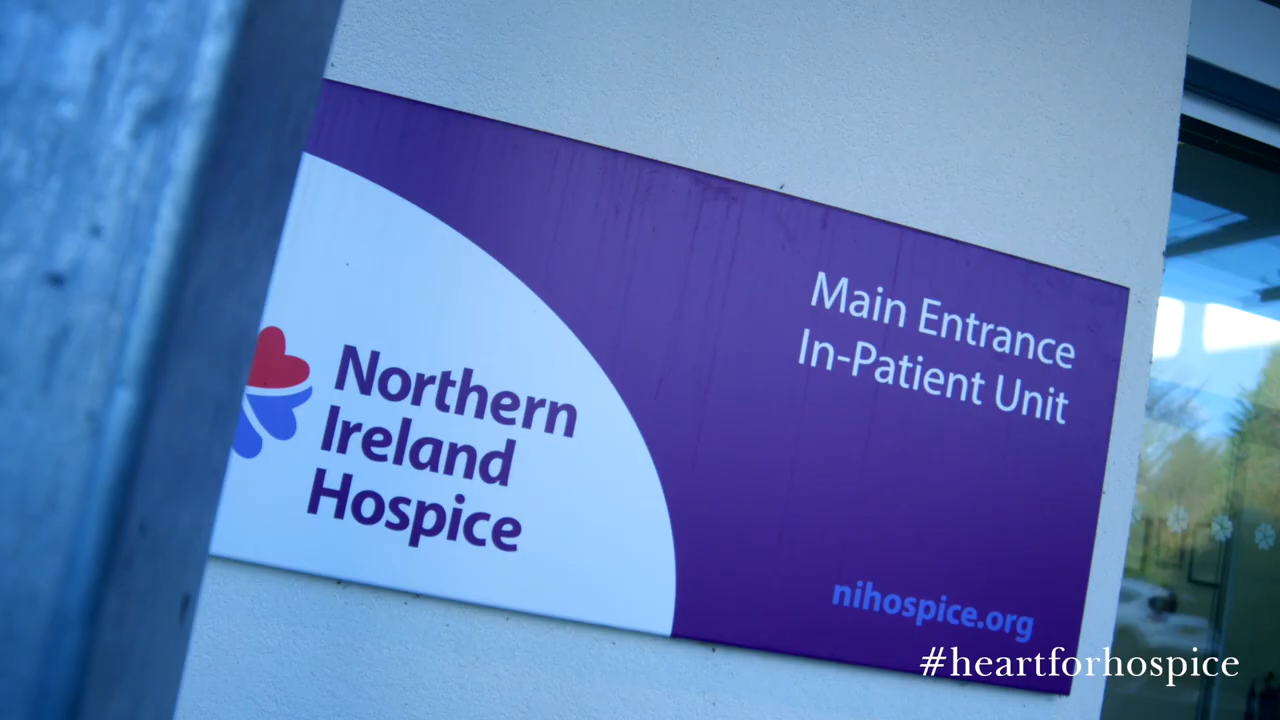 Northern
Ireland
Hospice
Main Entrance
In-Patient Unit
nihospice.org
#heartforhospice